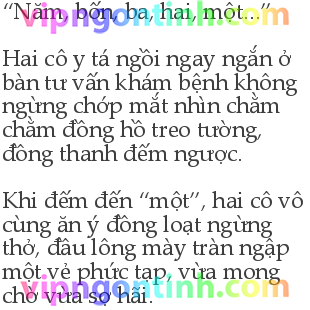 “Năm, bốn, ba, hai, một...”
vipngontinh.com
Hai cô y tá ngồi ngay ngắn ở
bàn tư vấn khám bệnh không
ngừng chớp mắt nhìn chằm
chằm đồng hồ treo tường,
đồng thanh đếm ngược.
Khi đếm đến “một”, hai cô vô
cùng ăn ý đồng loạt ngừng
thở, đầu lông mày tràn ngập
một vẻ phức tạp, vừa mong
vipngontinh.com
chờ vừa sợ hãi.